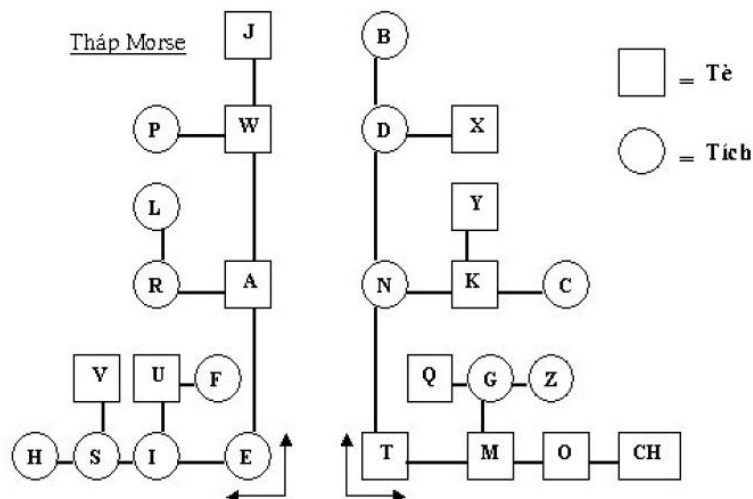 Tháp Morse
J
B
P W
D X
= Tè
= Tích
L
Y
R A
N K C
V U F
Q G Z
H S I E
T M O CH